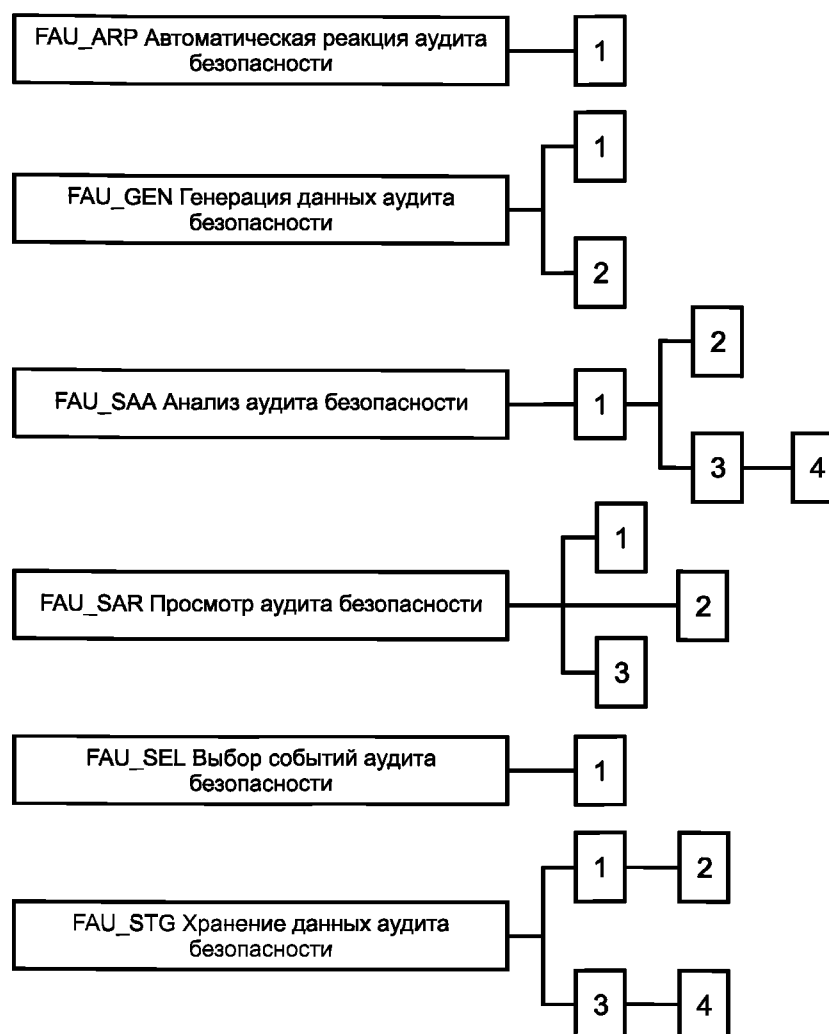 FAU_ARP Автоматическая реакция аудита
безопасности
1
FAU_GEN Генерация данных аудита
безопасности
1
2
FAU_SAA Анализ аудита безопасности
1
2
3
4
FAU_SAR Просмотр аудита безопасности
1
2
3
FAU_SEL Выбор событий аудита
безопасности
1
FAU_STG Хранение данных аудита
безопасности
1
2
3
4